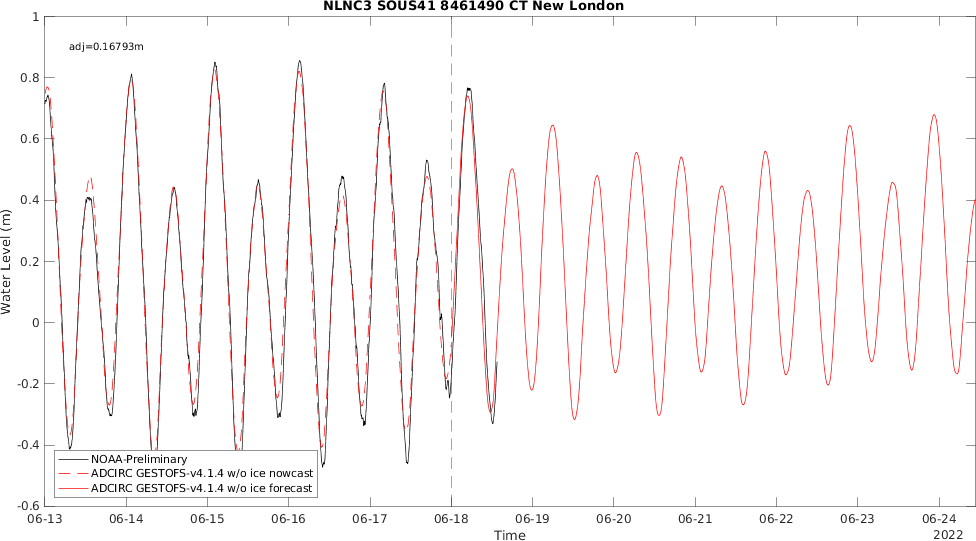 NLNC3 SOUS41 8461490 CT New London
adj=0.16793m
Water Level (m)
1
0.8
0.6
0.4
0.2
0
-0.2
-0.4
-0.6
NOAA-Preliminary
ADCIRC GESTOFS-v4.1.4 w/o ice nowcast
ADCIRC GESTOFS-v4.1.4 w/o ice forecast
06-13 06-14 06-15 06-16 06-17 06-18 06-19 06-20 06-21 06-22 06-23 06-24
Time
2022